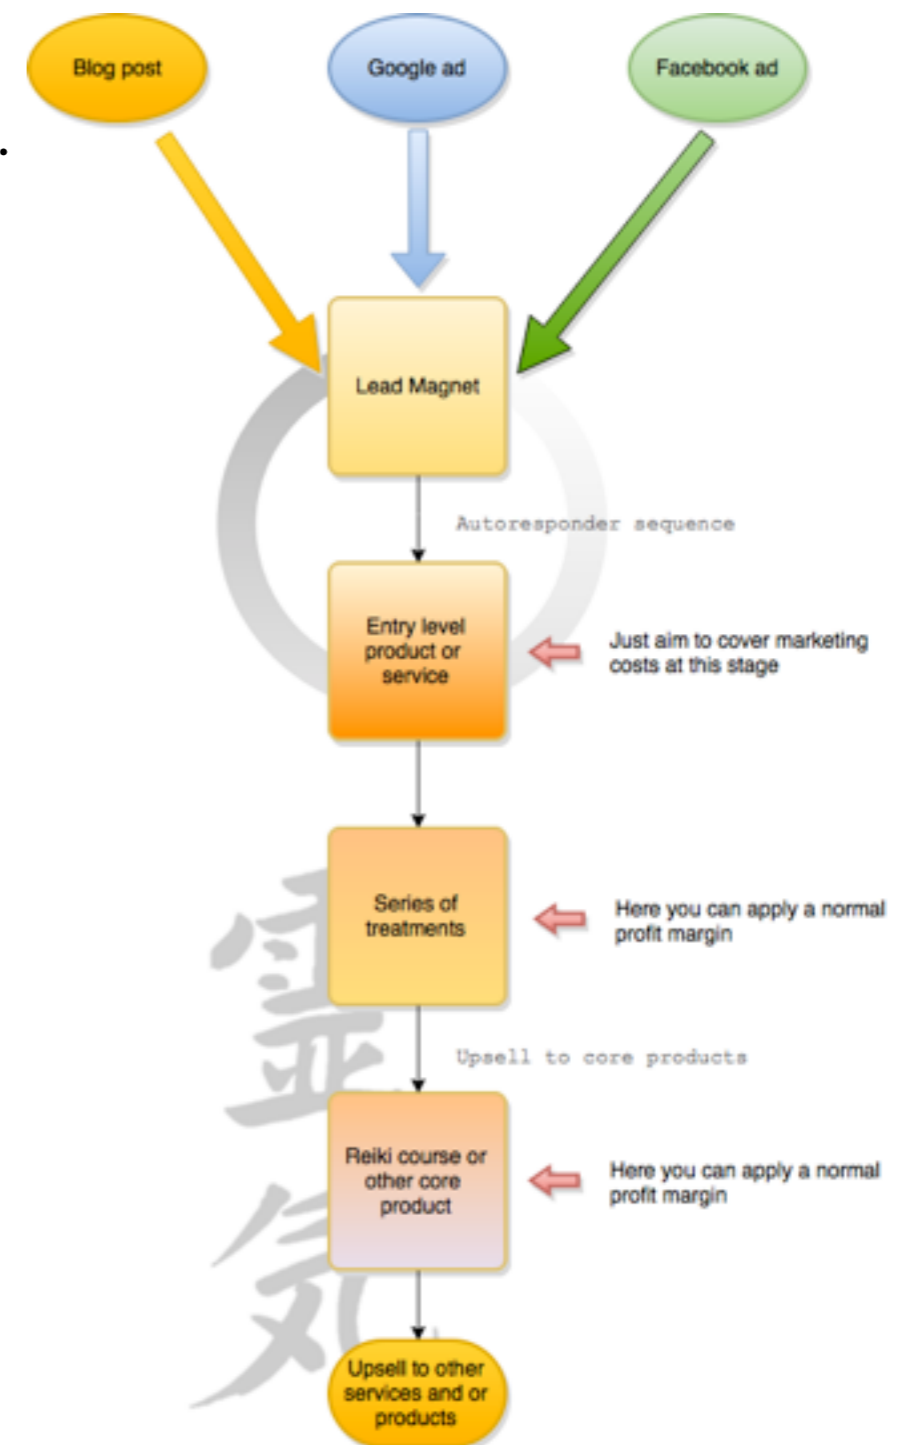 Blog post
Google ad
Facebook ad
Lead Magnet
Autoresponder sequence
Entry level
product or
service
Just aim to cover marketing
costs at this stage
Series of
treatments
Here you can apply a normal
profit margin
Upsell to core products
Reiki course or
other core
product
Here you can apply a normal
profit margin
Upsell to other
services and or
products
霊
気